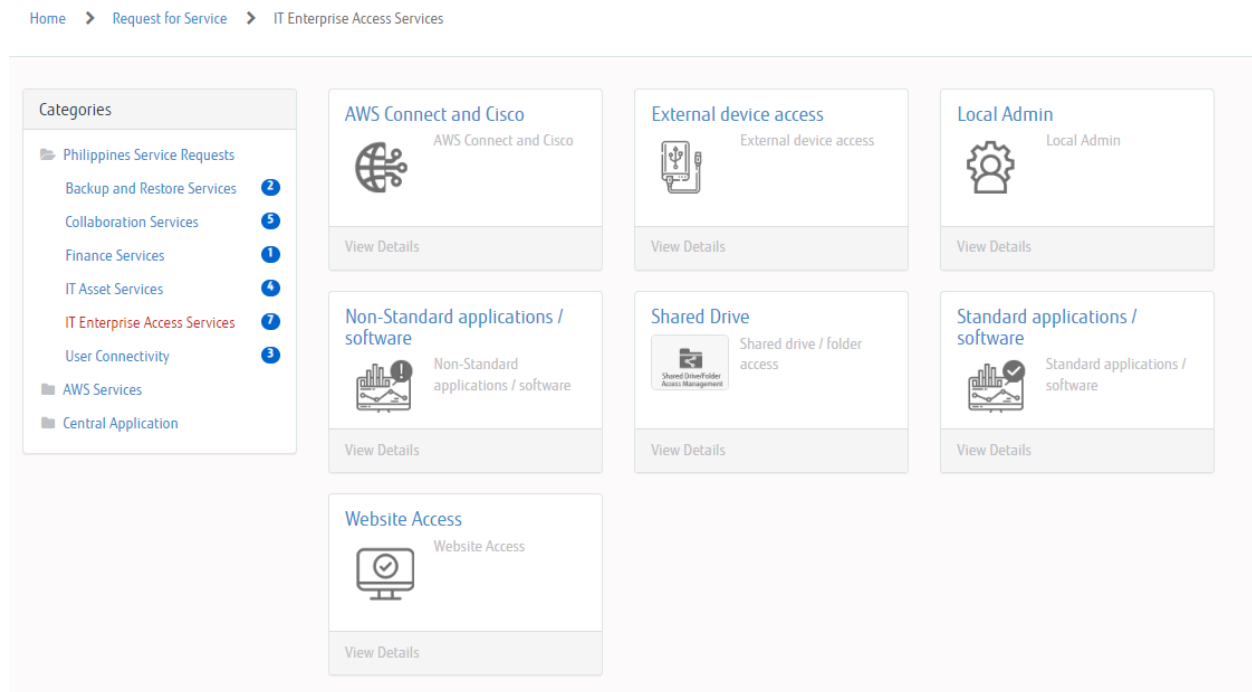 Home > Request for Service > IT Enterprise Access Services
Categories
Philippines Service Requests
Backup and Restore Services 2
Collaboration Services 5
Finance Services 1
IT Asset Services 4
IT Enterprise Access Services 7
User Connectivity 3
AWS Services
Central Application
AWS Connect and Cisco
AWS Connect and Cisco
View Details
External device access
External device access
View Details
Local Admin
Local Admin
View Details
Non-Standard applications /
software
Non-Standard
applications / software
View Details
Shared Drive
Shared Drive/Folder
Access Management
Shared drive / folder
access
View Details
Standard applications /
software
Standard applications /
software
View Details
Website Access
Website Access
View Details